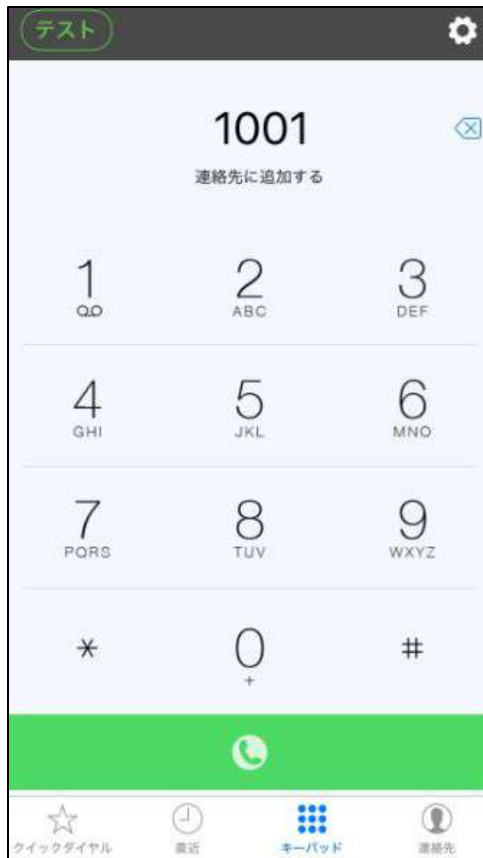 テスト
1001
連絡先に追加する
1 2 3
ABC DEF
4 5 6
GHI JKL MNO
7 8 9
PQRS TUV WXYZ
* 0 #
+
クイックダイヤル 直近 キーパッド 連絡先